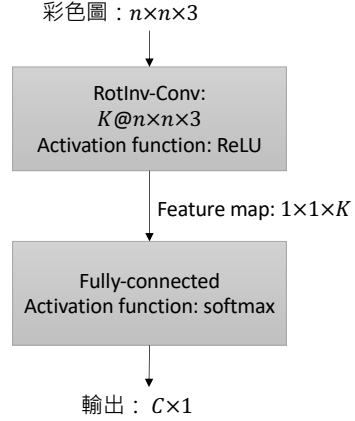 彩色圖：n×n×3
RotInv-Conv:
K@n×n×3
Activation function: ReLU
Feature map: 1×1×K
Fully-connected
Activation function: softmax
輸出： C×1